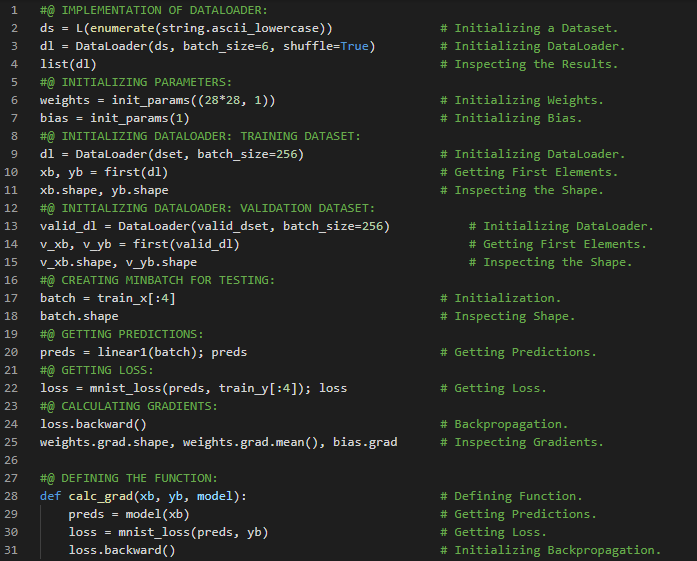 1 #@ IMPLEMENTATION OF DATALOADER:
2 ds = L(enumerate(string.ascii_lowercase)) # Initializing a Dataset.
3 dl = DataLoader(ds, batch_size=6, shuffle=True) # Initializing DataLoader.
4 list(dl) # Inspecting the Results.
5 #@ INITIALIZING PARAMETERS:
6 weights = init_params((28*28, 1)) # Initializing Weights.
7 bias = init_params(1) # Initializing Bias.
8 #@ INITIALIZING DATALOADER: TRAINING DATASET:
9 dl = DataLoader(dset, batch_size=256) # Initializing DataLoader.
10 xb, yb = first(dl) # Getting First Elements.
11 xb.shape, yb.shape # Inspecting the Shape.
12 #@ INITIALIZING DATALOADER: VALIDATION DATASET:
13 valid_dl = DataLoader(valid_dset, batch_size=256) # Initializing DataLoader.
14 v_xb, v_yb = first(valid_dl) # Getting First Elements.
15 v_xb.shape, v_yb.shape # Inspecting the Shape.
16 #@ CREATING MINBATCH FOR TESTING:
17 batch = train_x[:4] # Initialization.
18 batch.shape # Inspecting Shape.
19 #@ GETTING PREDICTIONS:
20 preds = linear1(batch); preds # Getting Predictions.
21 #@ GETTING LOSS:
22 loss = mnist_loss(preds, train_y[:4]); loss # Getting Loss.
23 #@ CALCULATING GRADIENTS:
24 loss.backward() # Backpropagation.
25 weights.grad.shape, weights.grad.mean(), bias.grad # Inspecting Gradients.
26
27 #@ DEFINING THE FUNCTION:
28 def calc_grad(xb, yb, model): # Defining Function.
29 preds = model(xb) # Getting Predictions.
30 loss = mnist_loss(preds, yb) # Getting Loss.
31 loss.backward() # Initializing Backpropagation.